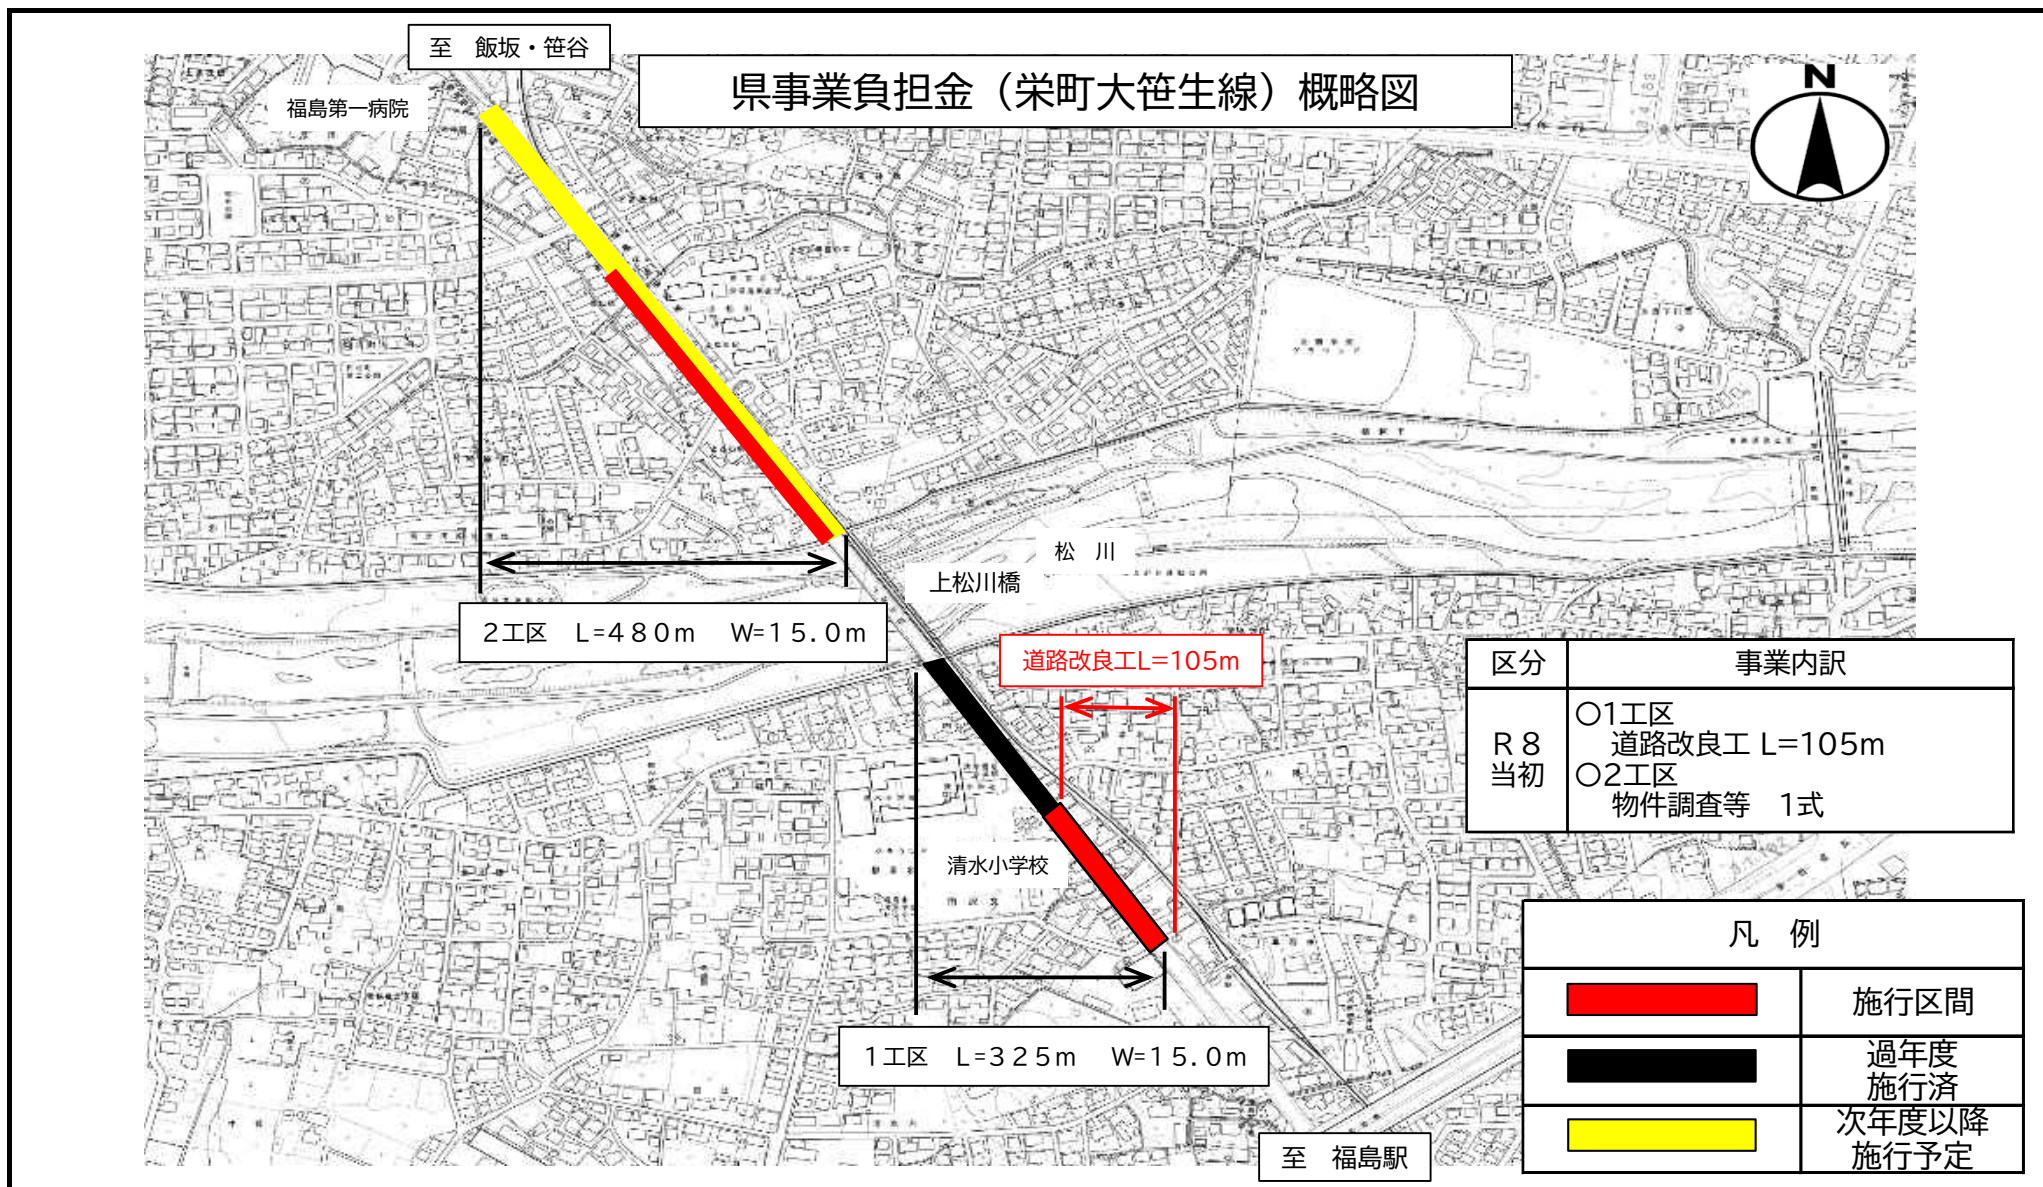 至　飯坂・笹谷
県事業負担金（栄町大笹生線）概略図
N
福島第一病院
松　川
上松川橋
2工区　L=480m　W=15.0m
道路改良工L=105m
区分
事業内訳
R8
当初
〇1工区
道路改良工 L=105m
〇2工区
物件調査等　1式
清水小学校
凡　例
施行区間
過年度
施行済
次年度以降
施行予定
1工区　L=325m　W=15.0m
至　福島駅